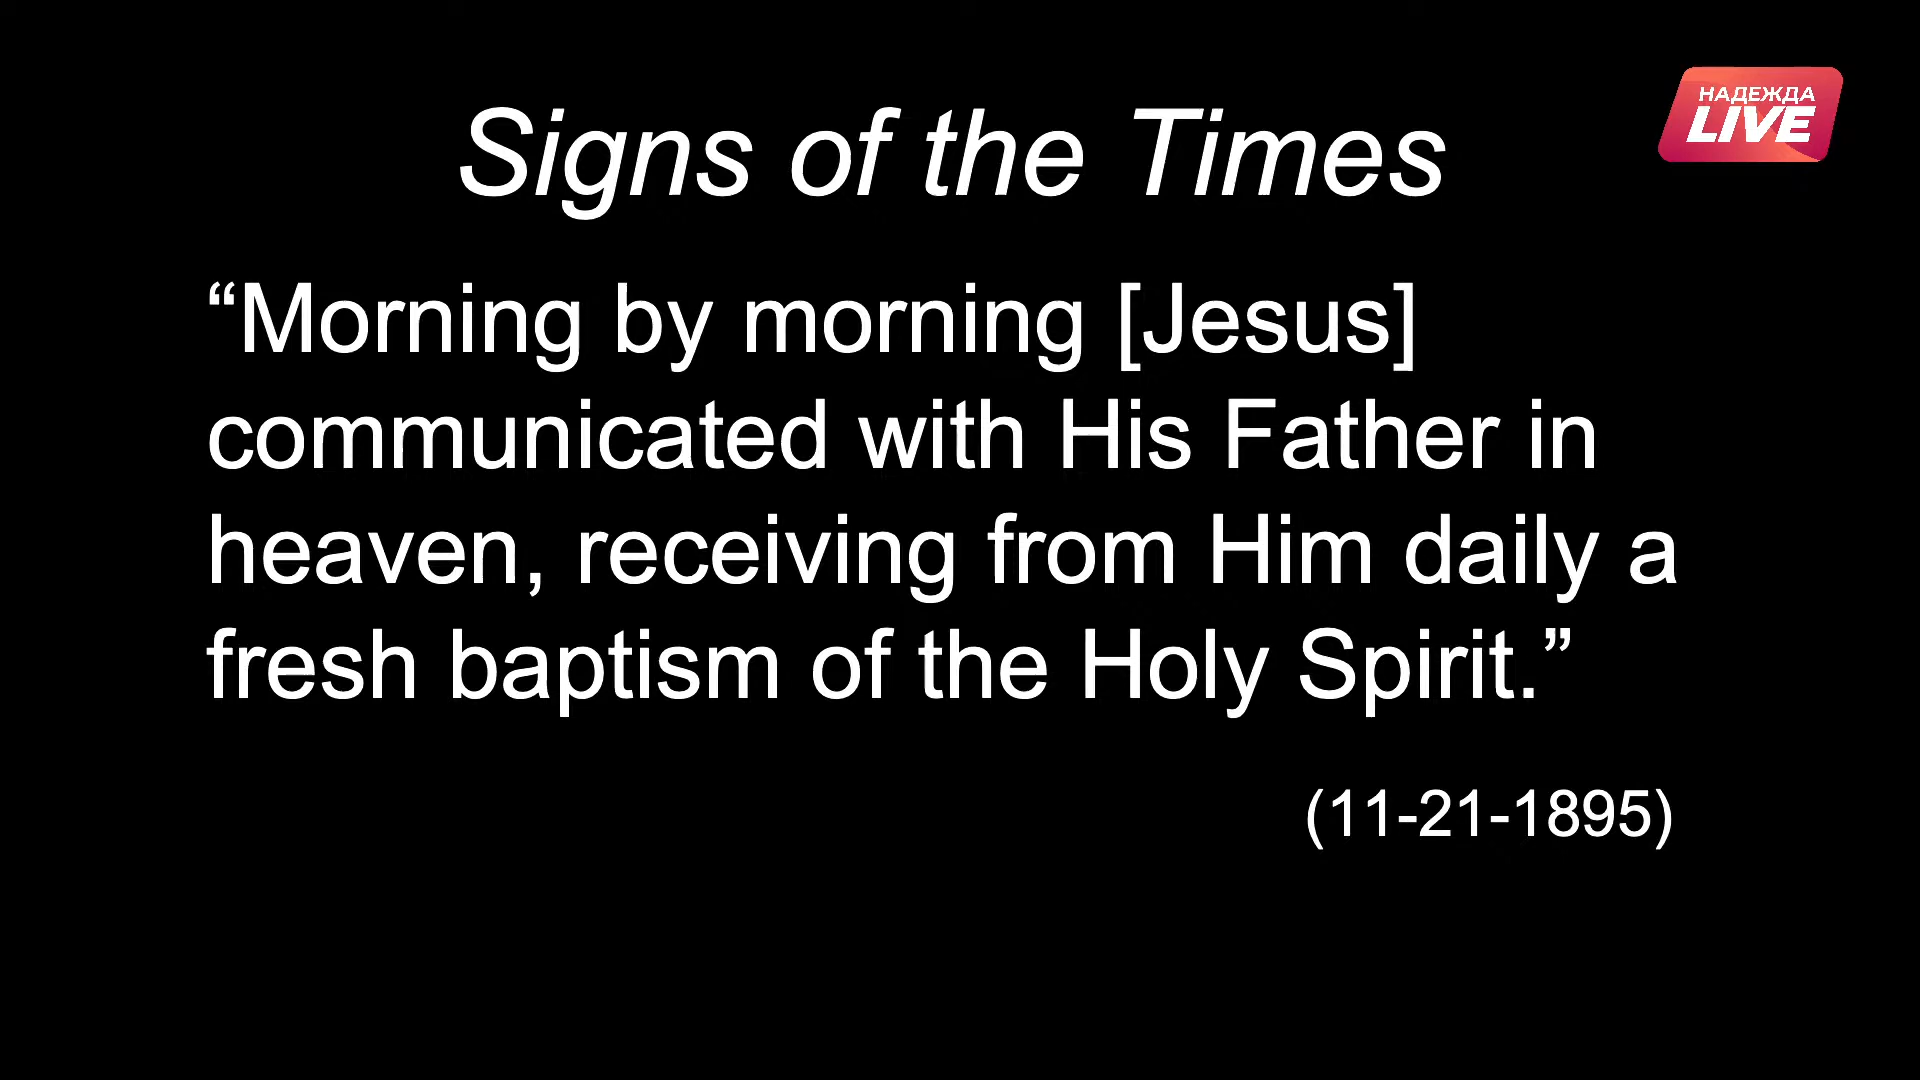 Signs of the Times
НАДЕЖДА
LIVE
“Morning by morning [Jesus]
communicated with His Father in
heaven, receiving from Him daily a
fresh baptism of the Holy Spirit.”
(11-21-1895)